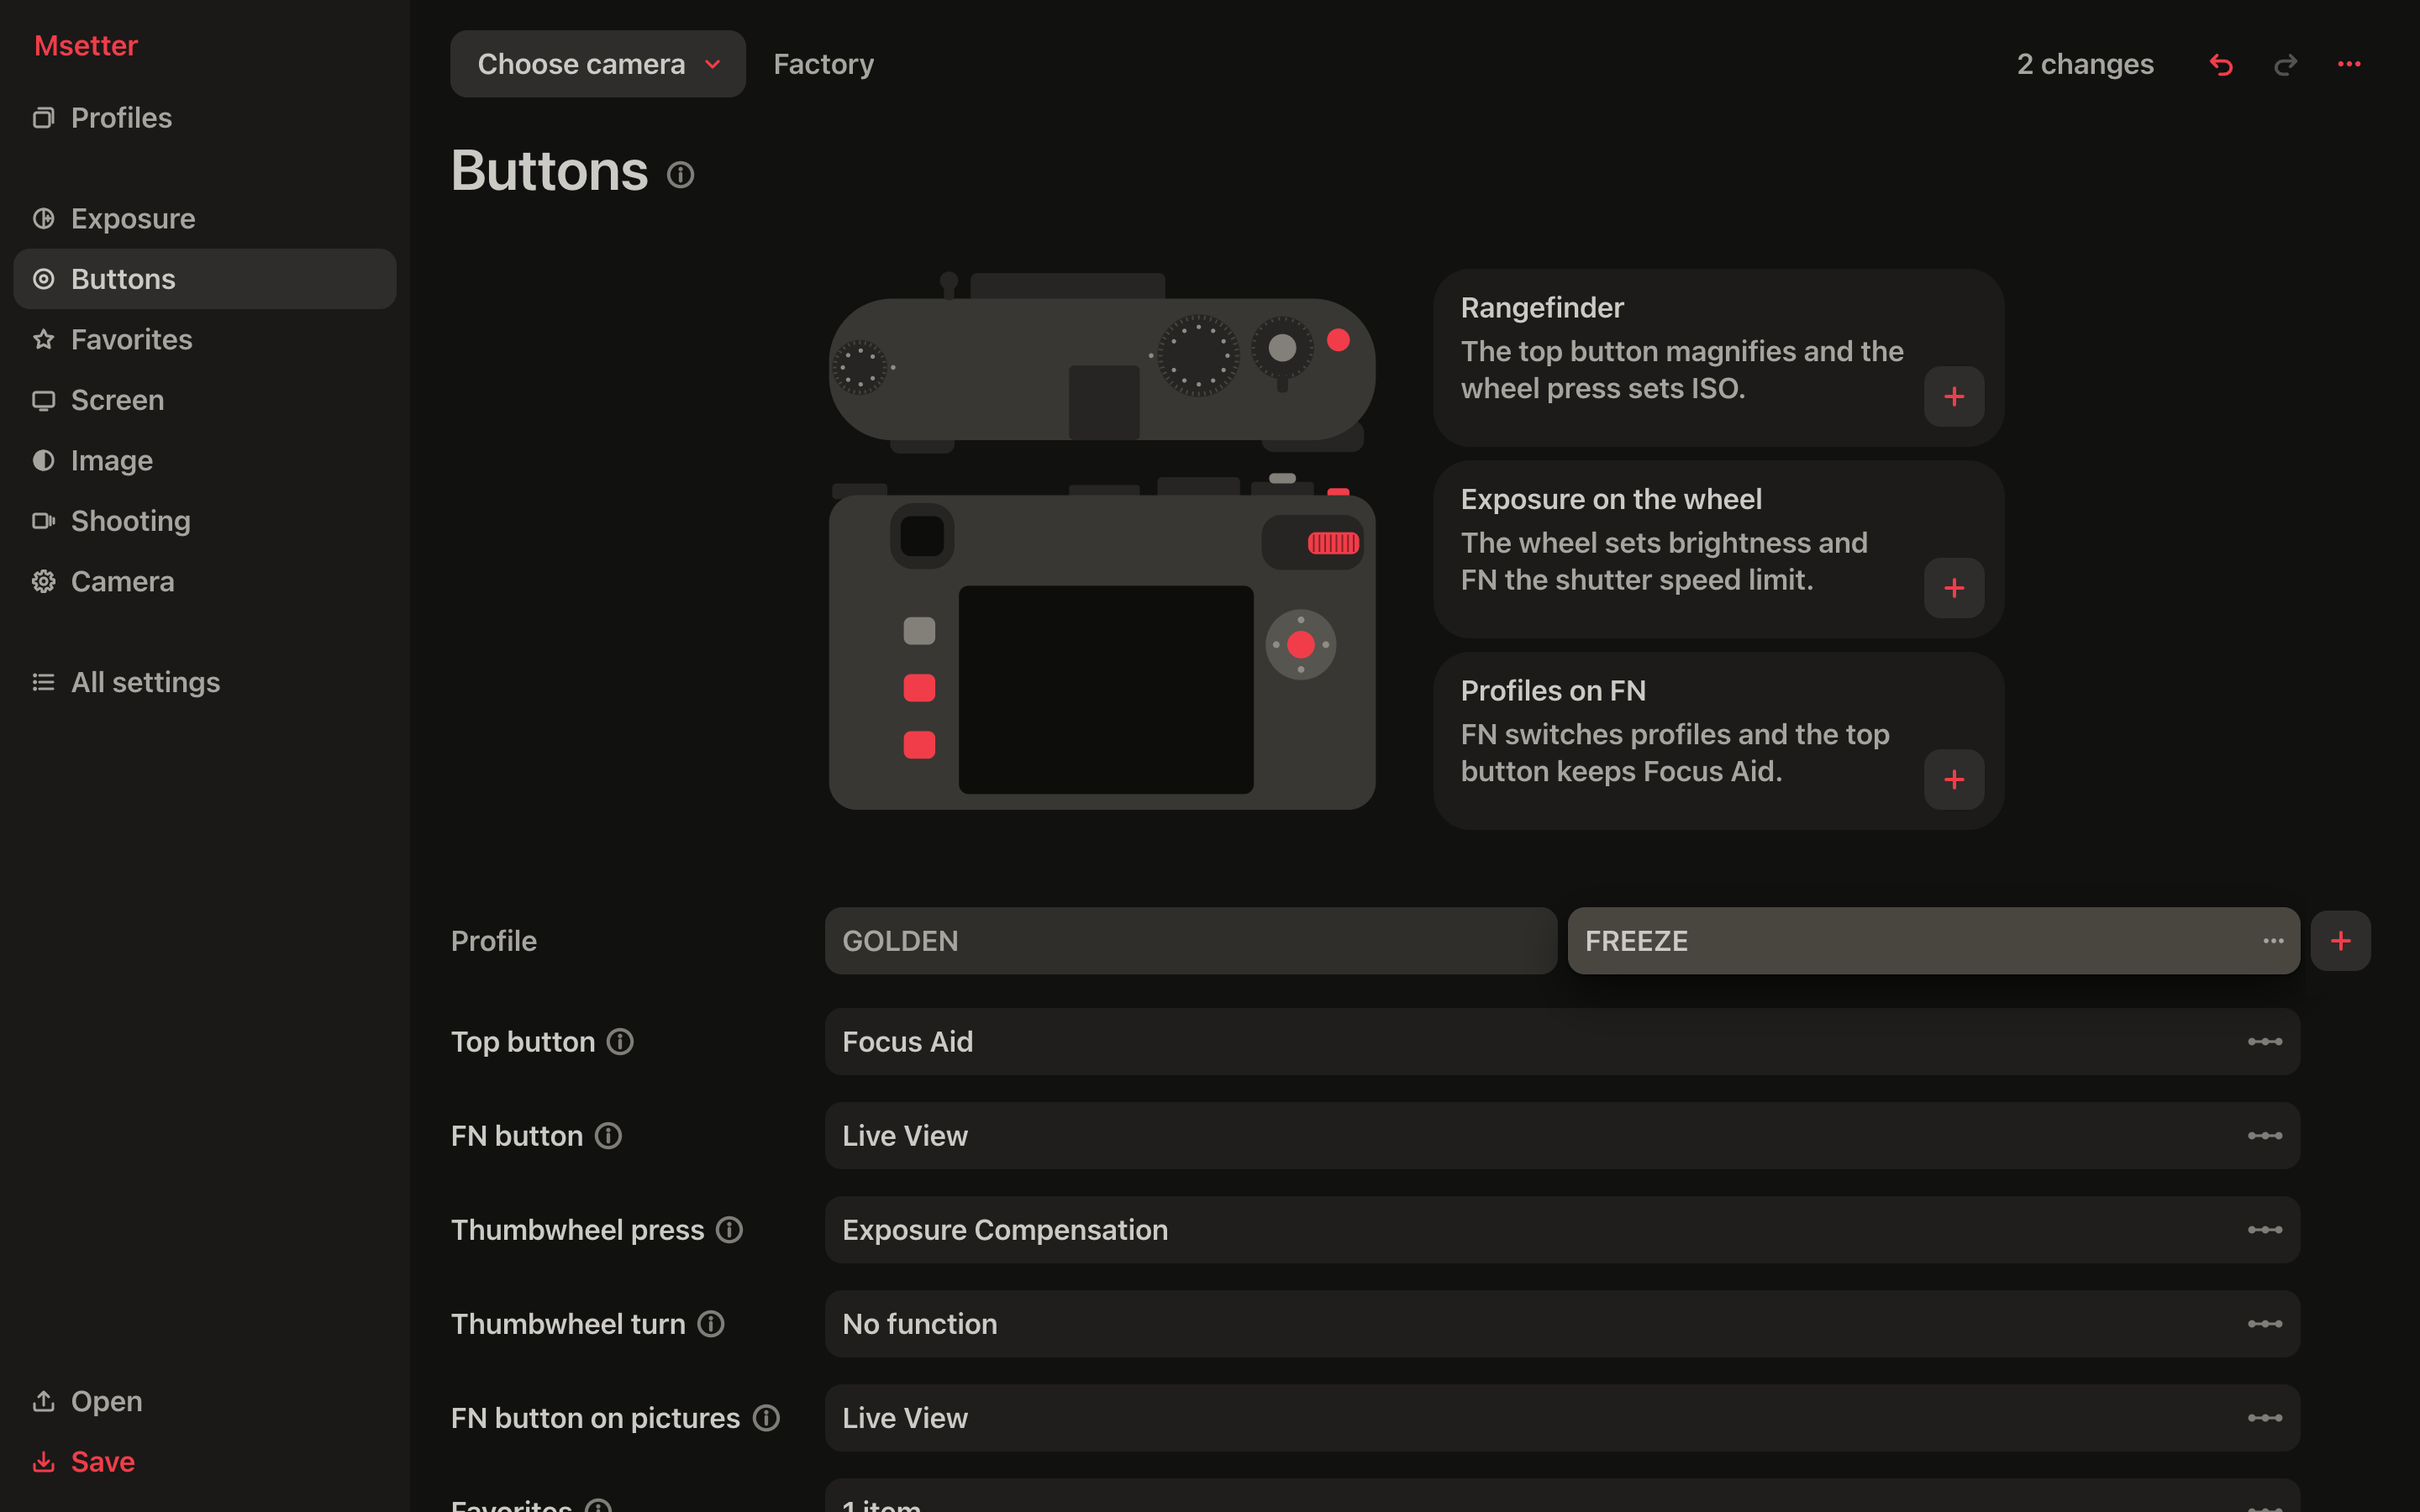 Msetter
Profiles
Exposure
Buttons
Favorites
Screen
Image
Shooting
Camera
All settings
Open
Save
Choose camera
Factory
2 changes
Buttons
Rangefinder
The top button magnifies and the
wheel press sets ISO.
Exposure on the wheel
The wheel sets brightness and
FN the shutter speed limit.
Profiles on FN
FN switches profiles and the top
button keeps Focus Aid.
Profile
GOLDEN
FREEZE
Top button
Focus Aid
FN button
Live View
Thumbwheel press
Exposure Compensation
Thumbwheel turn
No function
FN button on pictures
Live View
Favorites
1 item